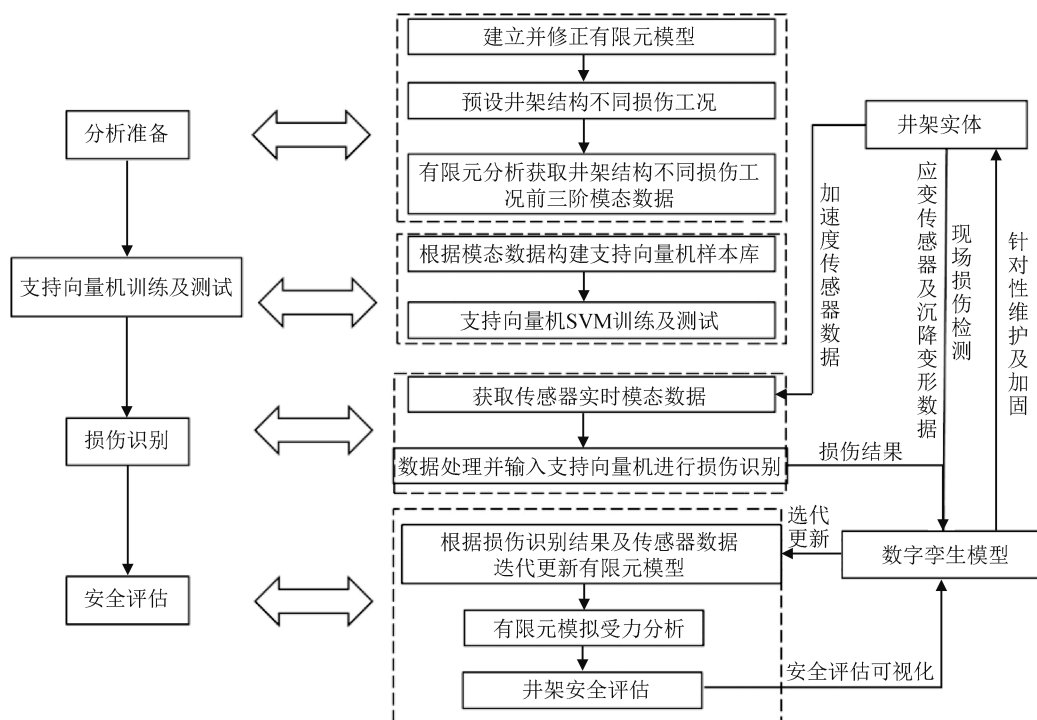 建立并修正有限元模型
预设井架结构不同损伤工况
有限元分析获取井架结构不同损伤工
况前三阶模态数据
分析准备
根据模态数据构建支持向量机样本库
支持向量机SVM训练及测试
支持向量机训练及测试
获取传感器实时模态数据
数据处理并输入支持向量机进行损伤识别
损伤识别
根据损伤识别结果及传感器数据
迭代更新有限元模型
有限元模拟受力分析
井架安全评估
安全评估
井架实体
加速度传感器数据
应变传感器及沉降变形数据
现场损伤检测
针对性维护及加固
损伤结果
选代
更新
数字孪生模型
安全评估可视化